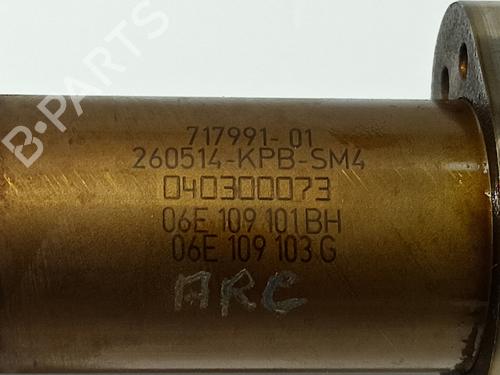 717991-01
260514-KPB-SM4
040300073
06E 109 101 BH
06E 109 103 G
ARC
B-PARTS